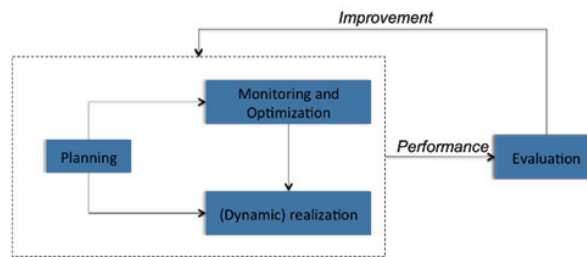 Improvement
Monitoring and
Optimization
Planning
Performance
Evaluation
(Dynamic) realization